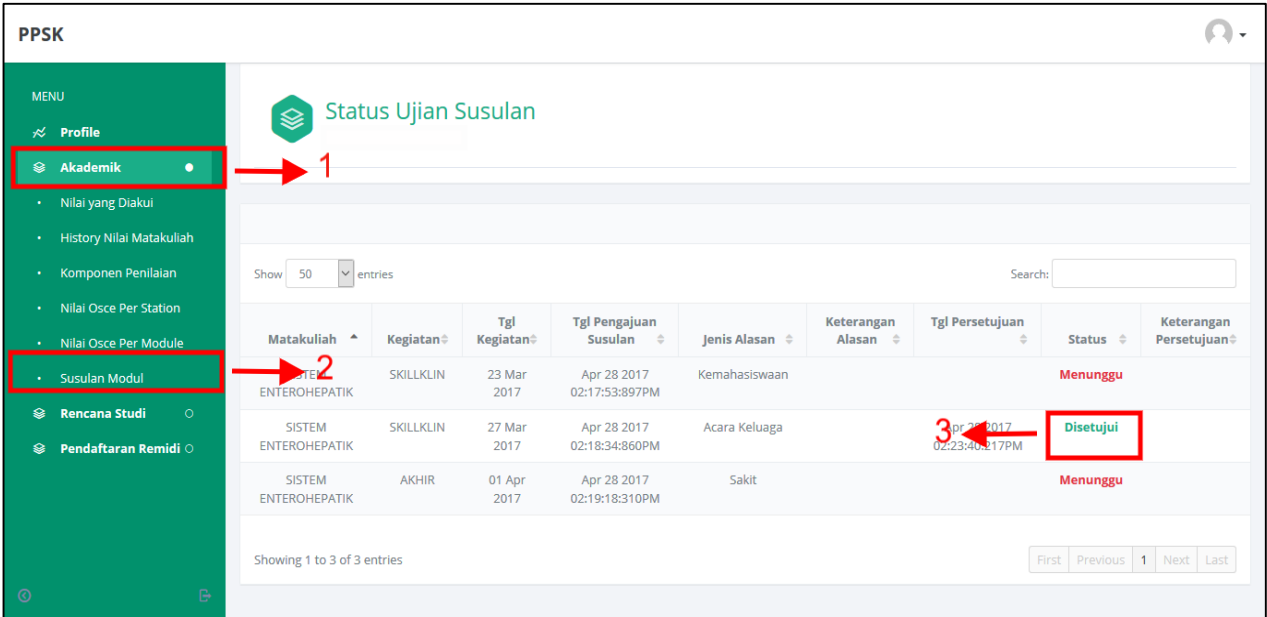 PPSK
MENU
Profile
Akademik
1
Nilai yang Diakui
History Nilai Matakuliah
Komponen Penilaian
Nilai Osce Per Station
Nilai Osce Per Module
Susulan Modul
2
Rencana Studi
Pendaftaran Remidi
Status Ujian Susulan
Show 50 entries
Search:
Matakuliah Kegiatan Tgl Kegiatan Tgl Pengajuan Susulan Jenis Alasan Keterangan Alasan Tgl Persetujuan Status Keterangan Persetujuan
SISTEM ENTEROHEPATIK SKILLKLIN 23 Mar 2017 Apr 28 2017 02:17:53:897PM Kemahasiswaan Menunggu
SISTEM ENTEROHEPATIK SKILLKLIN 27 Mar 2017 Apr 28 2017 02:18:34:860PM Acara Keluaga 3 Apr 28 2017 02:23:40:217PM Disetujui
SISTEM ENTEROHEPATIK AKHIR 01 Apr 2017 Apr 28 2017 02:19:18:310PM Sakit Menunggu
Showing 1 to 3 of 3 entries
First Previous 1 Next Last